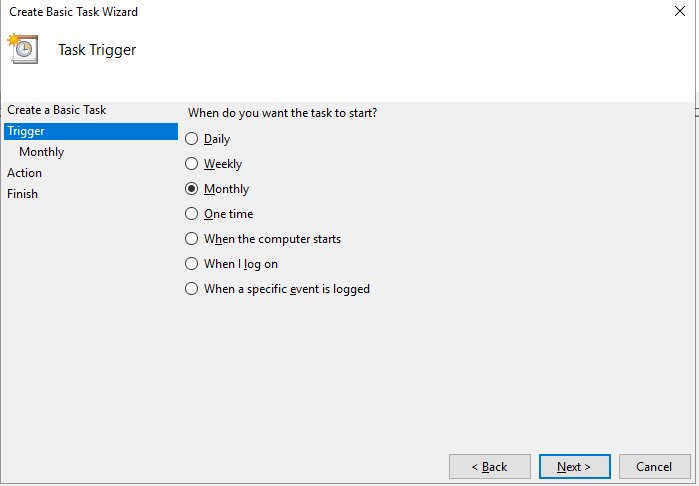 Create Basic Task Wizard
Task Trigger
Create a Basic Task
Trigger
Monthly
Action
Finish
When do you want the task to start?
Daily
Weekly
Monthly
One time
When the computer starts
When I log on
When a specific event is logged
< Back
Next >
Cancel